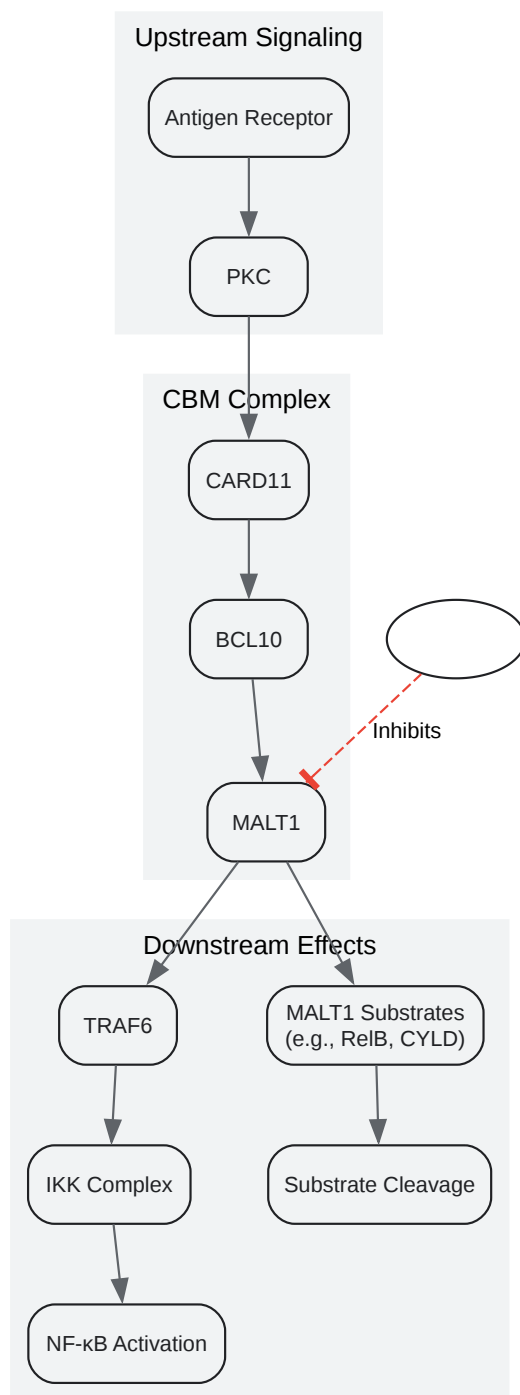 Upstream Signaling
Antigen Receptor
PKC
CBM Complex
CARD11
BCL10
Inhibits
MALT1
Downstream Effects
TRAF6
MALT1 Substrates
(e.g., RelB, CYLD)
IKK Complex
Substrate Cleavage
NF-κB Activation